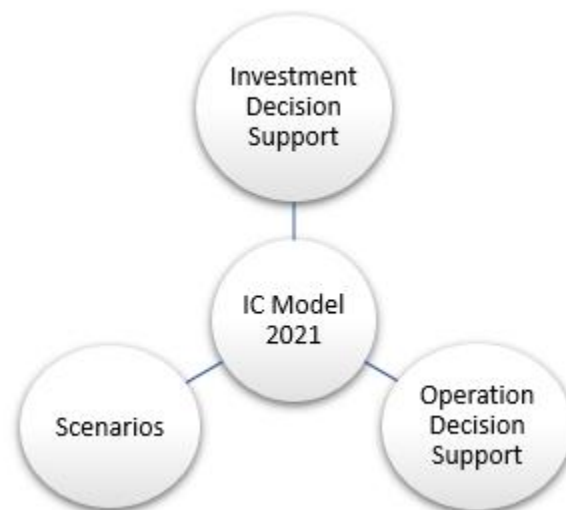 Investment
Decision
Support
IC Model
2021
Scenarios
Operation
Decision
Support